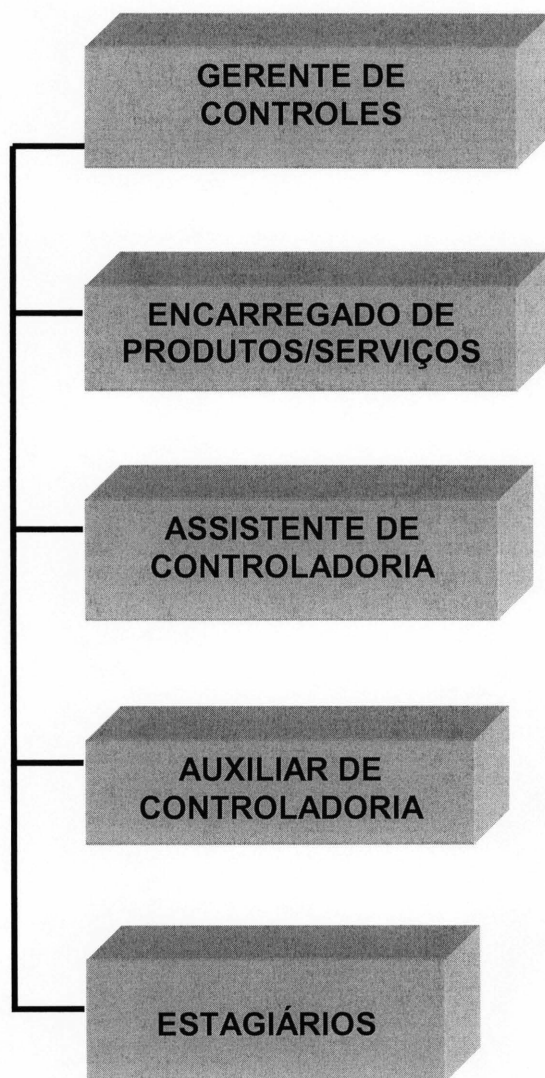 GERENTE DE
CONTROLES
ENCARREGADO DE
PRODUTOS/SERVIÇOS
ASSISTENTE DE
CONTROLADORIA
AUXILIAR DE
CONTROLADORIA
ESTAGIÁRIOS